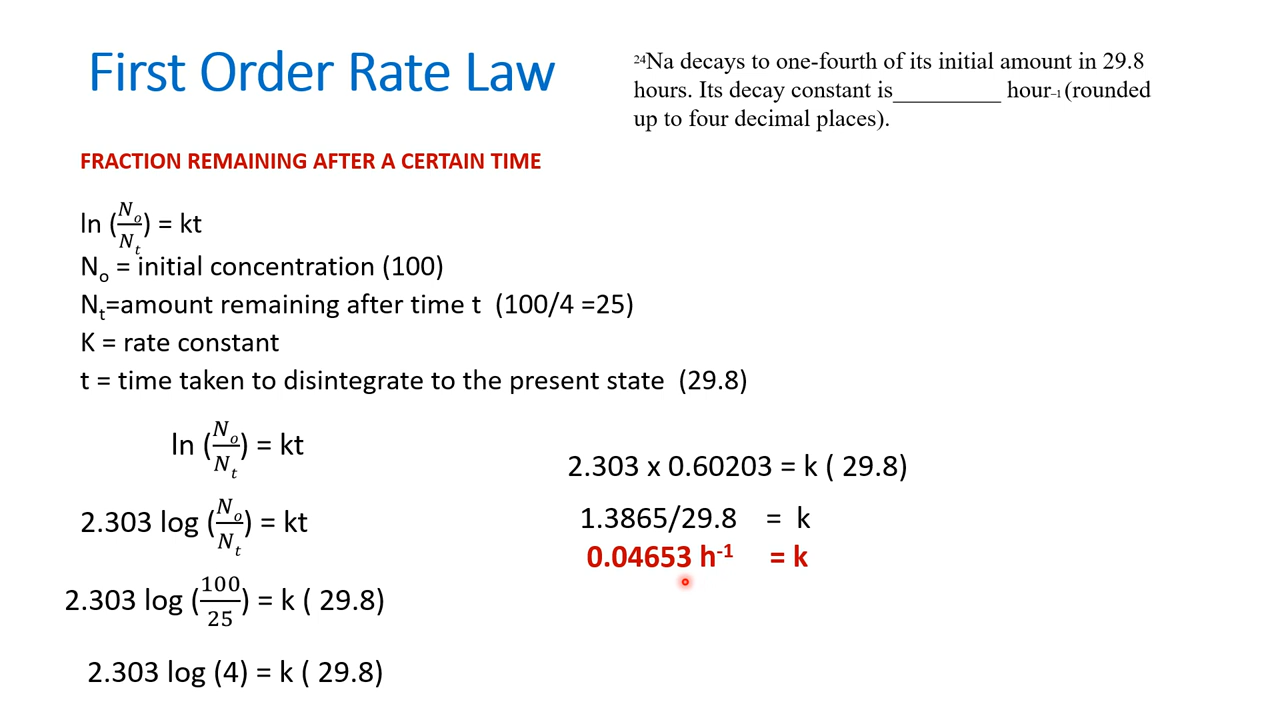 First Order Rate Law
²⁴Na decays to one-fourth of its initial amount in 29.8
hours. Its decay constant is_________ hour⁻¹ (rounded
up to four decimal places).
FRACTION REMAINING AFTER A CERTAIN TIME
ln (Nₒ/Nₜ) = kt
Nₒ = initial concentration (100)
Nₜ=amount remaining after time t (100/4 =25)
K = rate constant
t = time taken to disintegrate to the present state (29.8)
ln (Nₒ/Nₜ) = kt
2.303 log (Nₒ/Nₜ) = kt
2.303 log (100/25) = k ( 29.8)
2.303 log (4) = k ( 29.8)
2.303 x 0.60203 = k ( 29.8)
1.3865/29.8 = k
0.04653 h⁻¹ = k